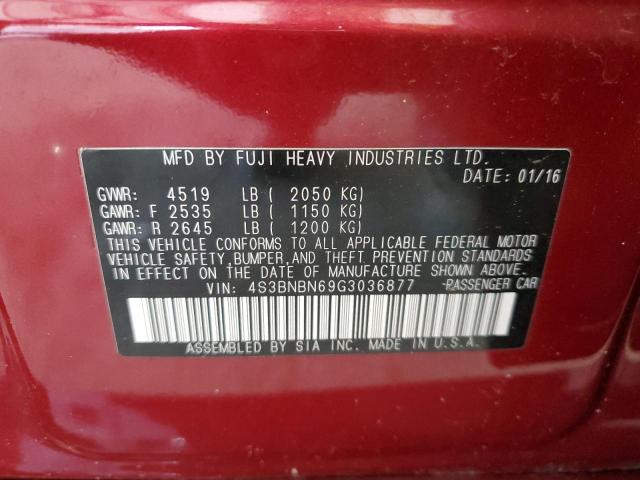 MFD BY FUJI HEAVY INDUSTRIES LTD.
DATE: 01/16
GVWR: 4519 LB ( 2050 KG)
GAWR: F 2535 LB ( 1150 KG)
GAWR: R 2645 LB ( 1200 KG)
THIS VEHICLE CONFORMS TO ALL APPLICABLE FEDERAL MOTOR
VEHICLE SAFETY, BUMPER, AND THEFT PREVENTION STANDARDS
IN EFFECT ON THE DATE OF MANUFACTURE SHOWN ABOVE.
VIN: 4S3BNBN69G3036877 -PASSENGER CAR
ASSEMBLED BY SIA INC. MADE IN U.S.A.